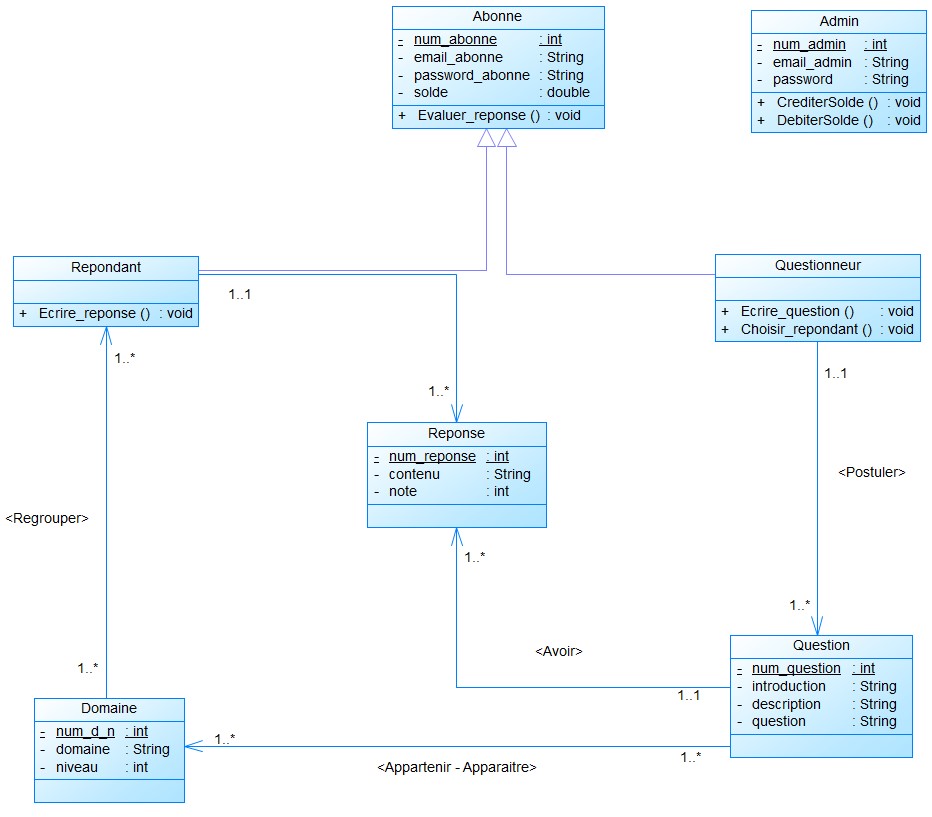 Abonne
- num_abonne : int
- email_abonne : String
- password_abonne : String
- solde : double
+ Evaluer_reponse () : void
Admin
- num_admin : int
- email_admin : String
- password : String
+ CrediterSolde () : void
+ DebiterSolde () : void
Repondant
+ Ecrire_reponse () : void
Questionneur
+ Ecrire_question () : void
+ Choisir_repondant () : void
1..1
1..*
1..1
1..*
Reponse
- num_reponse : int
- contenu : String
- note : int
<Postuler>
<Regrouper>
1..*
1..*
<Avoir>
1..*
1..1
Question
- num_question : int
- introduction : String
- description : String
- question : String
Domaine
- num_d_n : int
- domaine : String
- niveau : int
1..*
1..*
<Appartenir - Apparaitre>